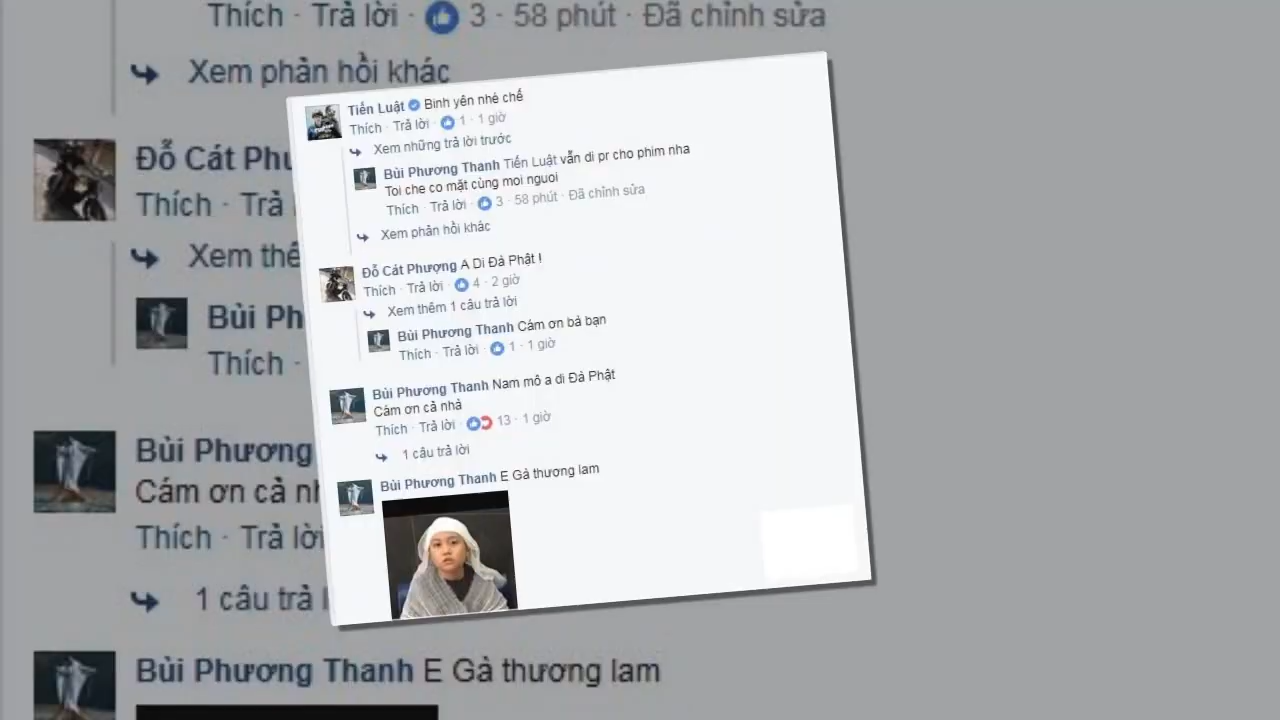 Thích · Trả lời · 3 · 58 phút · Đã chỉnh sửa
Xem phản hồi khác
Đỗ Cát Phư
Thích · Trả
Xem thê
Bùi Ph
Thích ·
Bùi Phương
Cám ơn cả nh
Thích · Trả lời
1 câu trả l
Bùi Phương Thanh E Gà thương lam
Tiến Luật Bình yên nhé chế
Thích · Trả lời · 1 · 1 giờ
Xem những trả lời trước
Bùi Phương Thanh Tiến Luật vẫn di pr cho phim nha
Toi che co mặt cùng moi nguoi
Thích · Trả lời · 3 · 58 phút · Đã chỉnh sửa
Xem phản hồi khác
Đỗ Cát Phượng A Di Đà Phật !
Thích · Trả lời · 4 · 2 giờ
Xem thêm 1 câu trả lời
Bùi Phương Thanh Cám ơn bà bạn
Thích · Trả lời · 1 · 1 giờ
Bùi Phương Thanh Nam mô a di Đà Phật
Cám ơn cả nhà
Thích · Trả lời · 13 · 1 giờ
1 câu trả lời
Bùi Phương Thanh E Gà thương lam